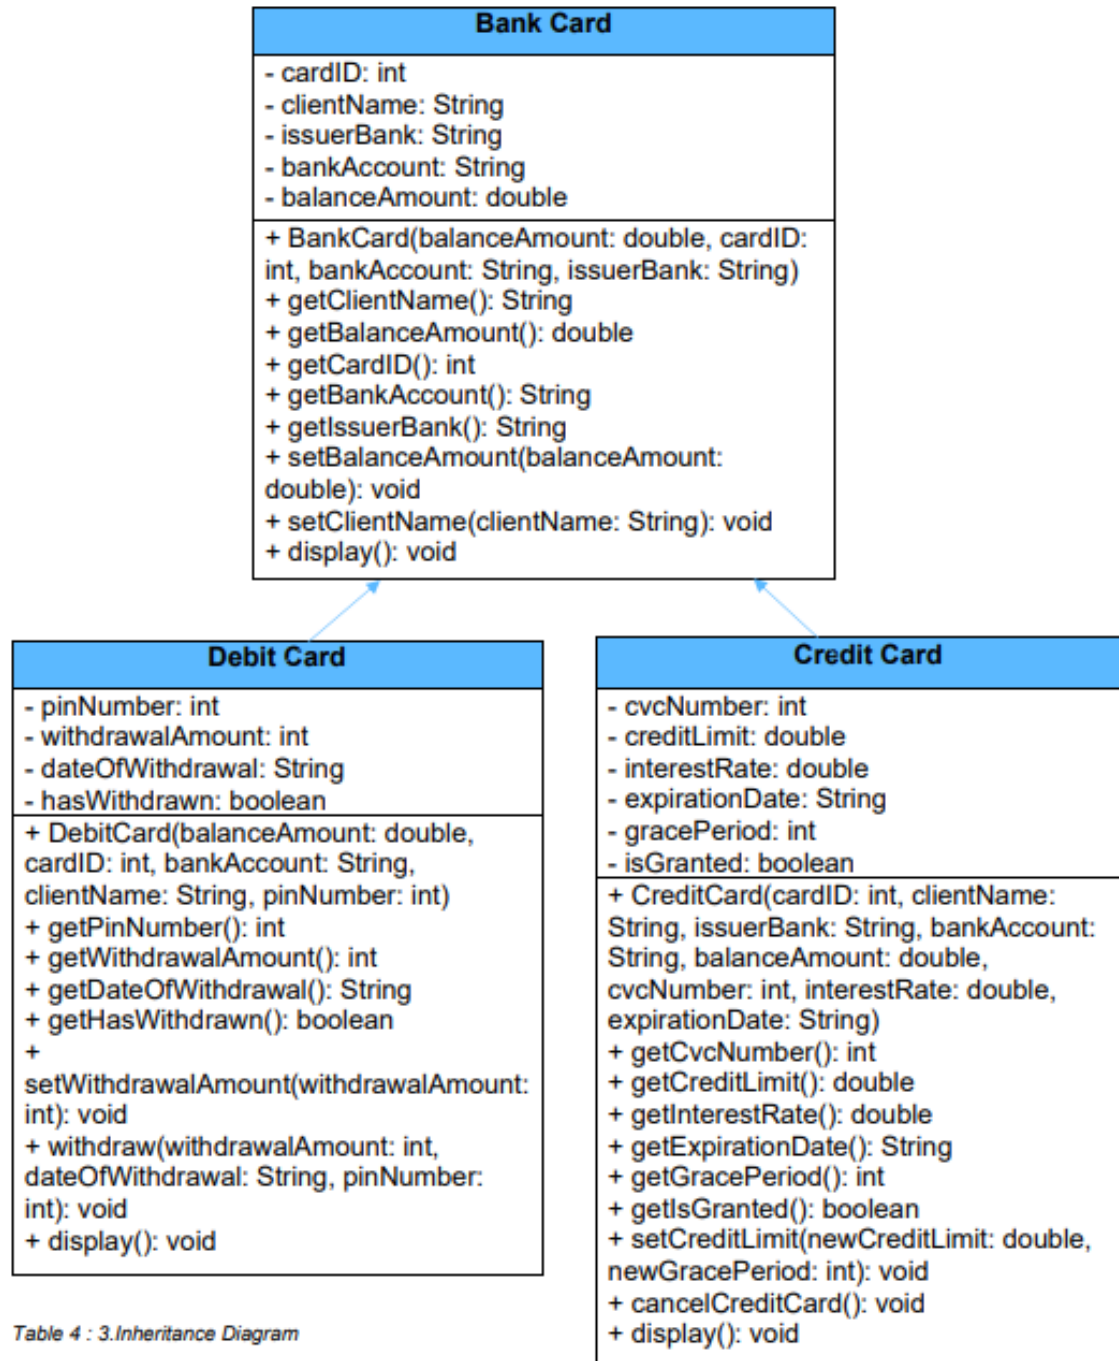 Bank Card
- cardID: int
- clientName: String
- issuerBank: String
- bankAccount: String
- balanceAmount: double
+ BankCard(balanceAmount: double, cardID:
int, bankAccount: String, issuerBank: String)
+ getClientName(): String
+ getBalanceAmount(): double
+ getCardID(): int
+ getBankAccount(): String
+ getIssuerBank(): String
+ setBalanceAmount(balanceAmount:
double): void
+ setClientName(clientName: String): void
+ display(): void
Debit Card
- pinNumber: int
- withdrawalAmount: int
- dateOfWithdrawal: String
- hasWithdrawn: boolean
+ DebitCard(balanceAmount: double,
cardID: int, bankAccount: String,
clientName: String, pinNumber: int)
+ getPinNumber(): int
+ getWithdrawalAmount(): int
+ getDateOfWithdrawal(): String
+ getHasWithdrawn(): boolean
+
setWithdrawalAmount(withdrawalAmount:
int): void
+ withdraw(withdrawalAmount: int,
dateOfWithdrawal: String, pinNumber:
int): void
+ display(): void
Credit Card
- cvcNumber: int
- creditLimit: double
- interestRate: double
- expirationDate: String
- gracePeriod: int
- isGranted: boolean
+ CreditCard(cardID: int, clientName:
String, issuerBank: String, bankAccount:
String, balanceAmount: double,
cvcNumber: int, interestRate: double,
expirationDate: String)
+ getCvcNumber(): int
+ getCreditLimit(): double
+ getInterestRate(): double
+ getExpirationDate(): String
+ getGracePeriod(): int
+ getIsGranted(): boolean
+ setCreditLimit(newCreditLimit: double,
newGracePeriod: int): void
+ cancelCreditCard(): void
+ display(): void
Table 4 : 3.Inheritance Diagram